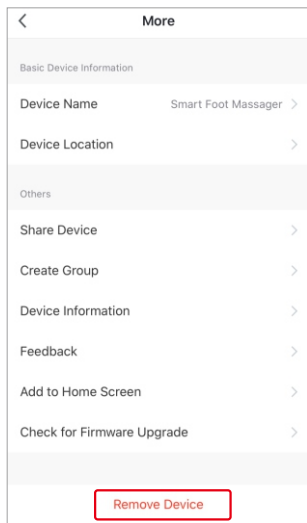 More
Basic Device Information
Device Name Smart Foot Massager
Device Location
Others
Share Device
Create Group
Device Information
Feedback
Add to Home Screen
Check for Firmware Upgrade
Remove Device